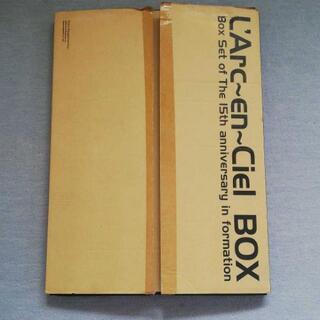 L'Arc~en~Ciel BOX
Box Set of The 15th anniversary in formation